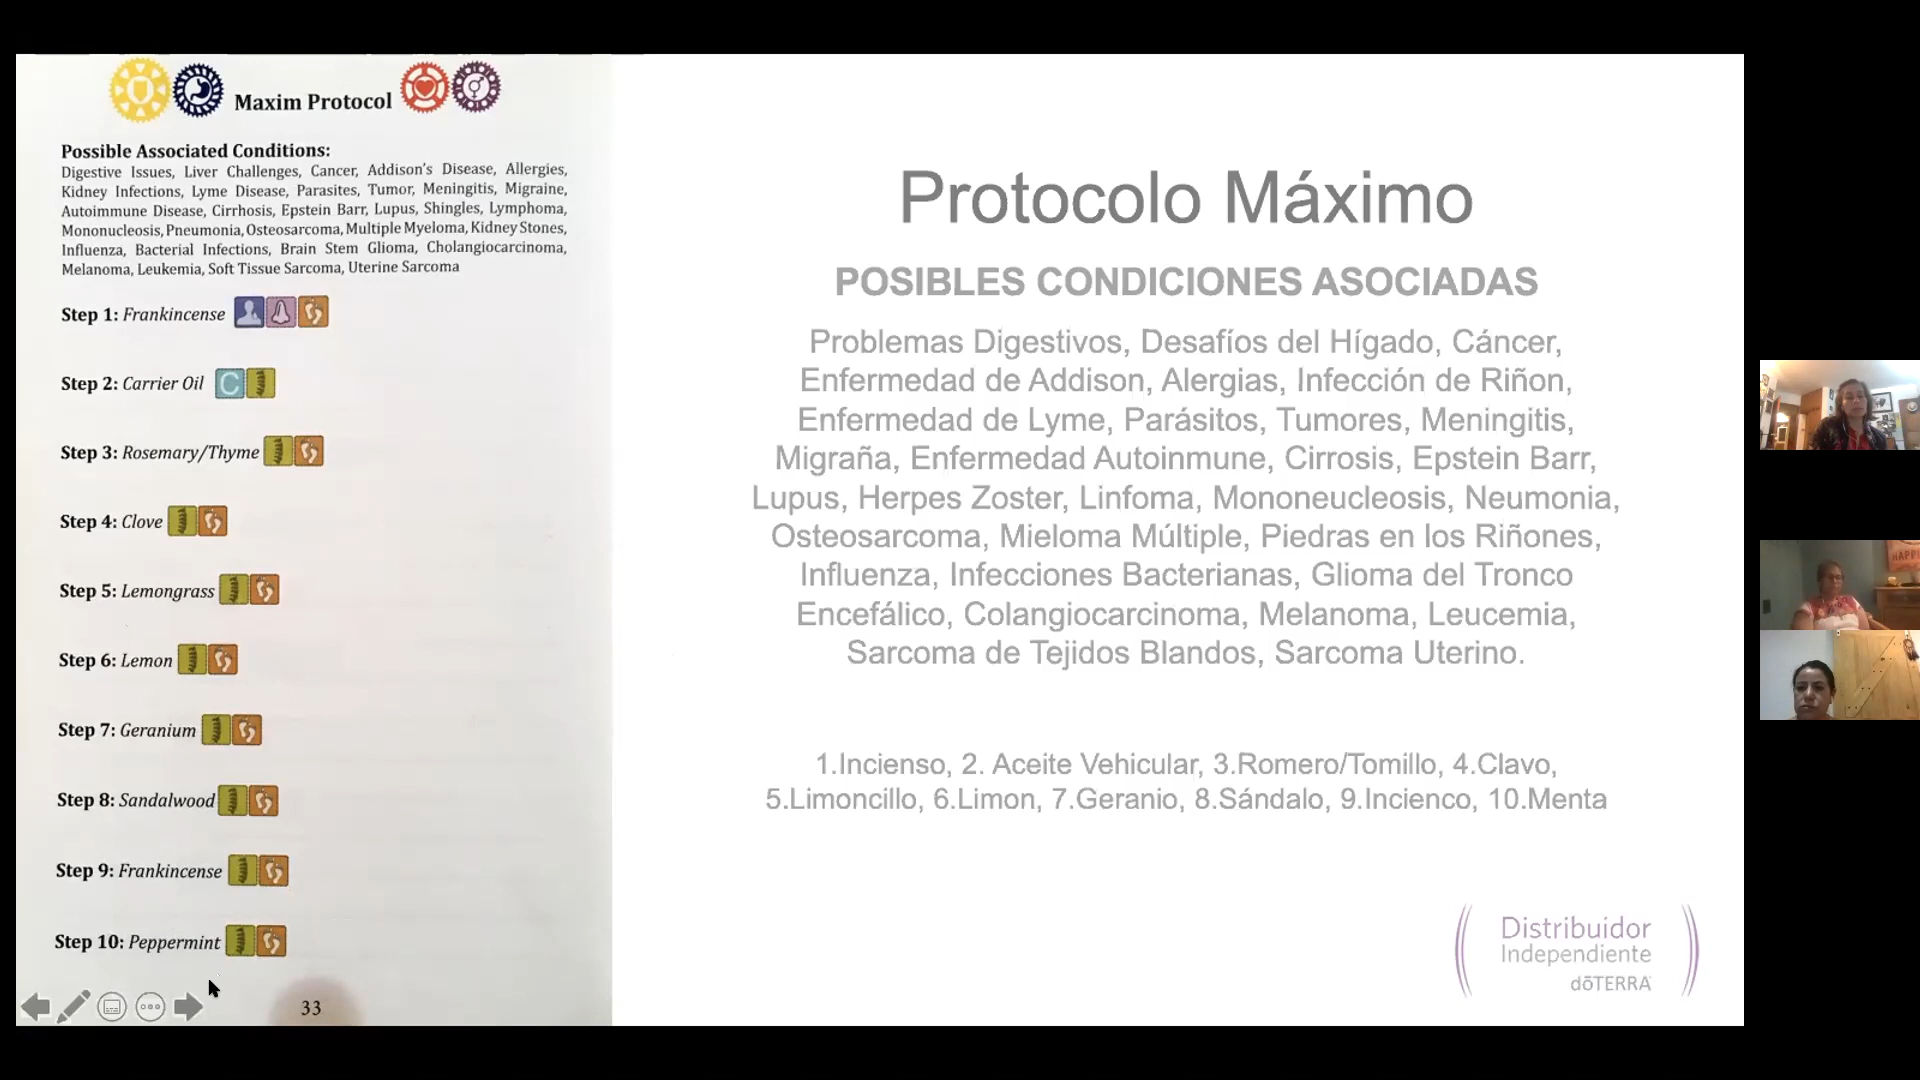 Maxim Protocol
Possible Associated Conditions:
Digestive Issues, Liver Challenges, Cancer, Addison's Disease, Allergies,
Kidney Infections, Lyme Disease, Parasites, Tumor, Meningitis, Migraine,
Autoimmune Disease, Cirrhosis, Epstein Barr, Lupus, Shingles, Lymphoma,
Mononucleosis, Pneumonia, Osteosarcoma, Multiple Myeloma, Kidney Stones,
Influenza, Bacterial Infections, Brain Stem Glioma, Cholangiocarcinoma,
Melanoma, Leukemia, Soft Tissue Sarcoma, Uterine Sarcoma
Step 1: Frankincense
Step 2: Carrier Oil C
Step 3: Rosemary/Thyme
Step 4: Clove
Step 5: Lemongrass
Step 6: Lemon
Step 7: Geranium
Step 8: Sandalwood
Step 9: Frankincense
Step 10: Peppermint
33
Protocolo Máximo
POSIBLES CONDICIONES ASOCIADAS
Problemas Digestivos, Desafíos del Hígado, Cáncer,
Enfermedad de Addison, Alergias, Infección de Riñon,
Enfermedad de Lyme, Parásitos, Tumores, Meningitis,
Migraña, Enfermedad Autoinmune, Cirrosis, Epstein Barr,
Lupus, Herpes Zoster, Linfoma, Mononeucleosis, Neumonia,
Osteosarcoma, Mieloma Múltiple, Piedras en los Riñones,
Influenza, Infecciones Bacterianas, Glioma del Tronco
Encefálico, Colangiocarcinoma, Melanoma, Leucemia,
Sarcoma de Tejidos Blandos, Sarcoma Uterino.
1.Incienso, 2. Aceite Vehicular, 3.Romero/Tomillo, 4.Clavo,
5.Limoncillo, 6.Limon, 7.Geranio, 8.Sándalo, 9.Incienco, 10.Menta
Distribuidor
Independiente
dōTERRA